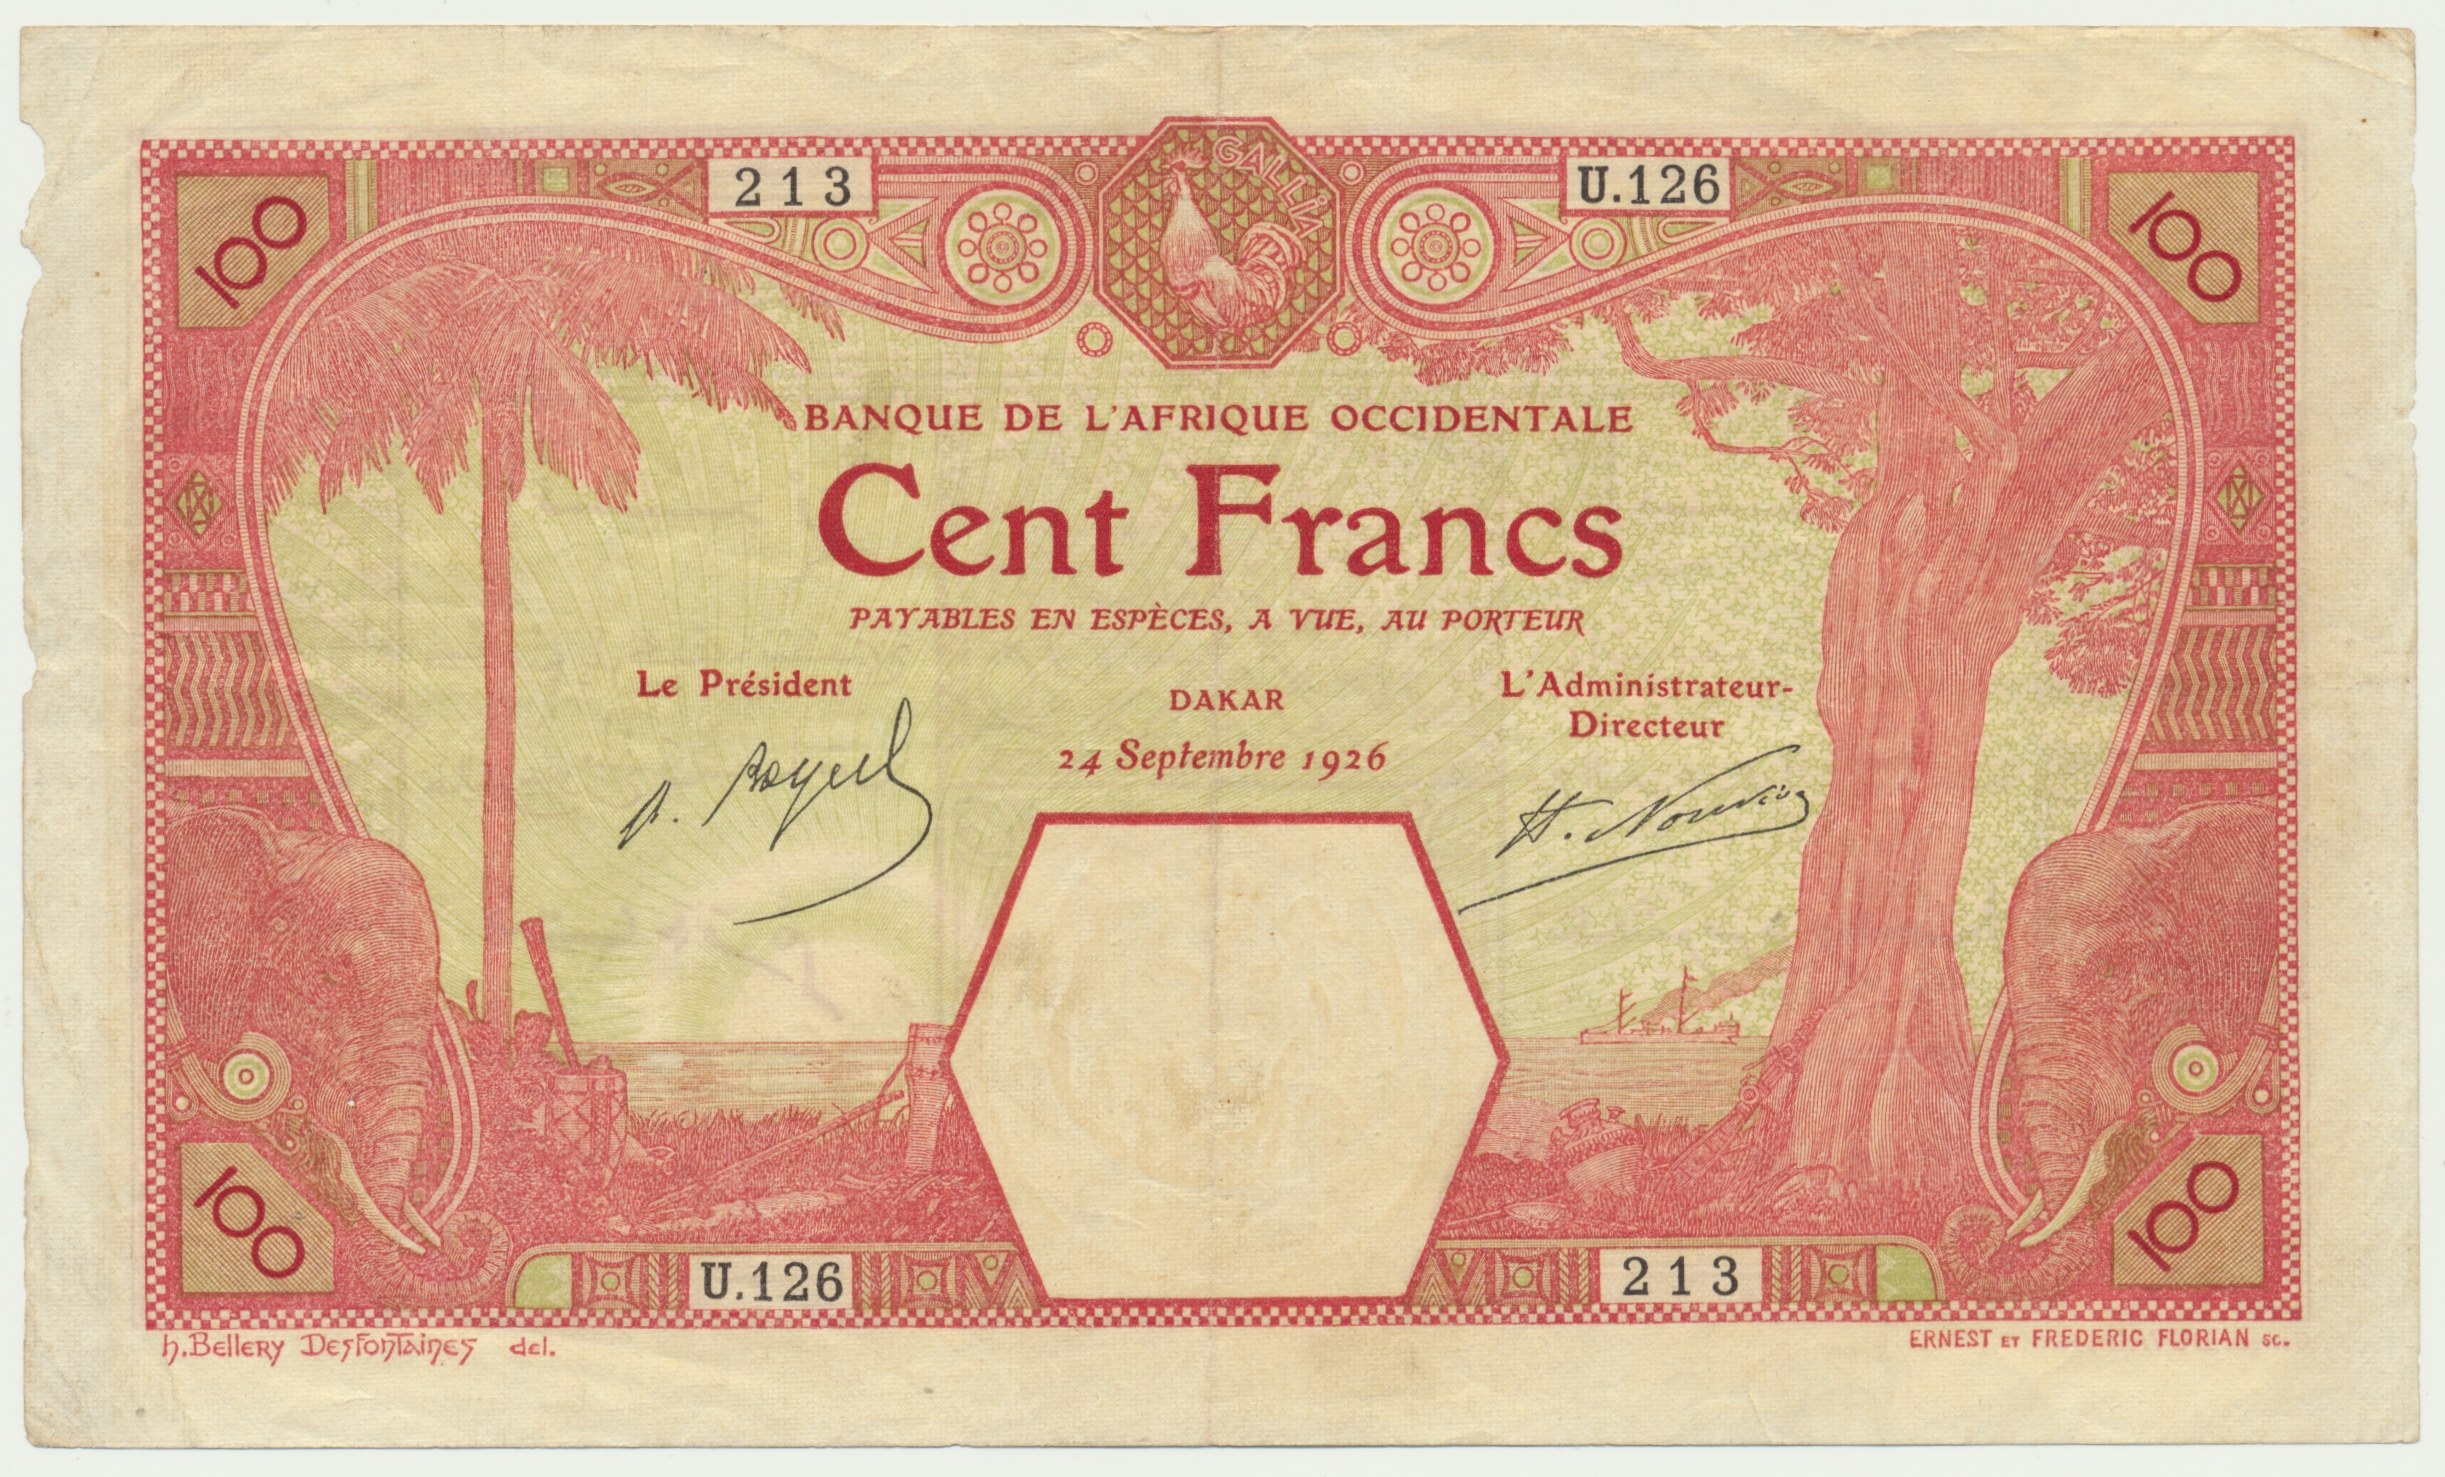 213
GALLIA
U.126
100
100
BANQUE DE L'AFRIQUE OCCIDENTALE
Cent Francs
PAYABLES EN ESPÈCES, A VUE, AU PORTEUR
Le Président
DAKAR
L'Administrateur-
Directeur
24 Septembre 1926
100
100
U.126
213
h. Bellery Desfontaines del.
ERNEST ET FREDERIC FLORIAN sc.